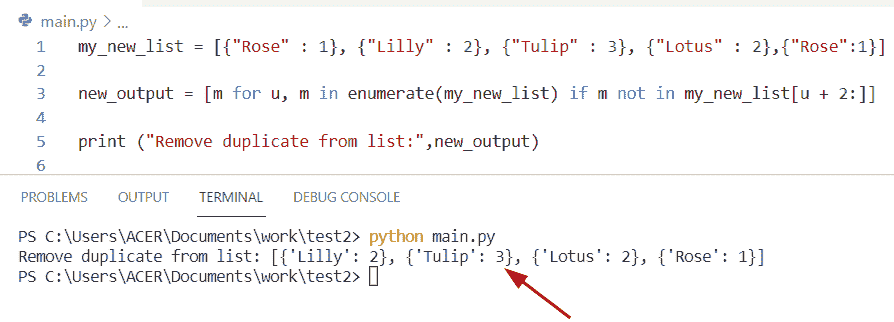 main.py > ...
1 my_new_list = [{"Rose" : 1}, {"Lilly" : 2}, {"Tulip" : 3}, {"Lotus" : 2},{"Rose":1}]
2
3 new_output = [m for u, m in enumerate(my_new_list) if m not in my_new_list[u + 2:]]
4
5 print ("Remove duplicate from list:",new_output)
6
PROBLEMS OUTPUT TERMINAL DEBUG CONSOLE
PS C:\Users\ACER\Documents\work\test2> python main.py
Remove duplicate from list: [{'Lilly': 2}, {'Tulip': 3}, {'Lotus': 2}, {'Rose': 1}]
PS C:\Users\ACER\Documents\work\test2>